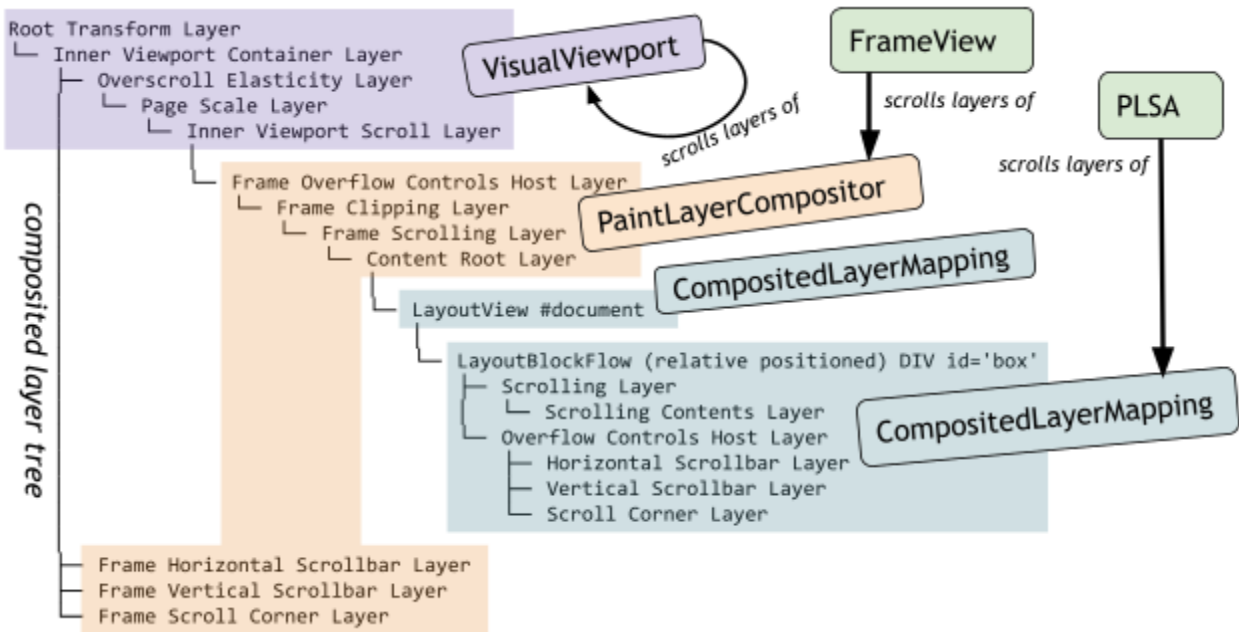 Root Transform Layer
Inner Viewport Container Layer
Overscroll Elasticity Layer
Page Scale Layer
Inner Viewport Scroll Layer
Frame Overflow Controls Host Layer
Frame Clipping Layer
Frame Scrolling Layer
Content Root Layer
LayoutView #document
LayoutBlockFlow (relative positioned) DIV id='box'
Scrolling Layer
Scrolling Contents Layer
Overflow Controls Host Layer
Horizontal Scrollbar Layer
Vertical Scrollbar Layer
Scroll Corner Layer
Frame Horizontal Scrollbar Layer
Frame Vertical Scrollbar Layer
Frame Scroll Corner Layer
composited layer tree
VisualViewport
scrolls layers of
FrameView
scrolls layers of
PaintLayerCompositor
CompositedLayerMapping
PLSA
scrolls layers of
CompositedLayerMapping